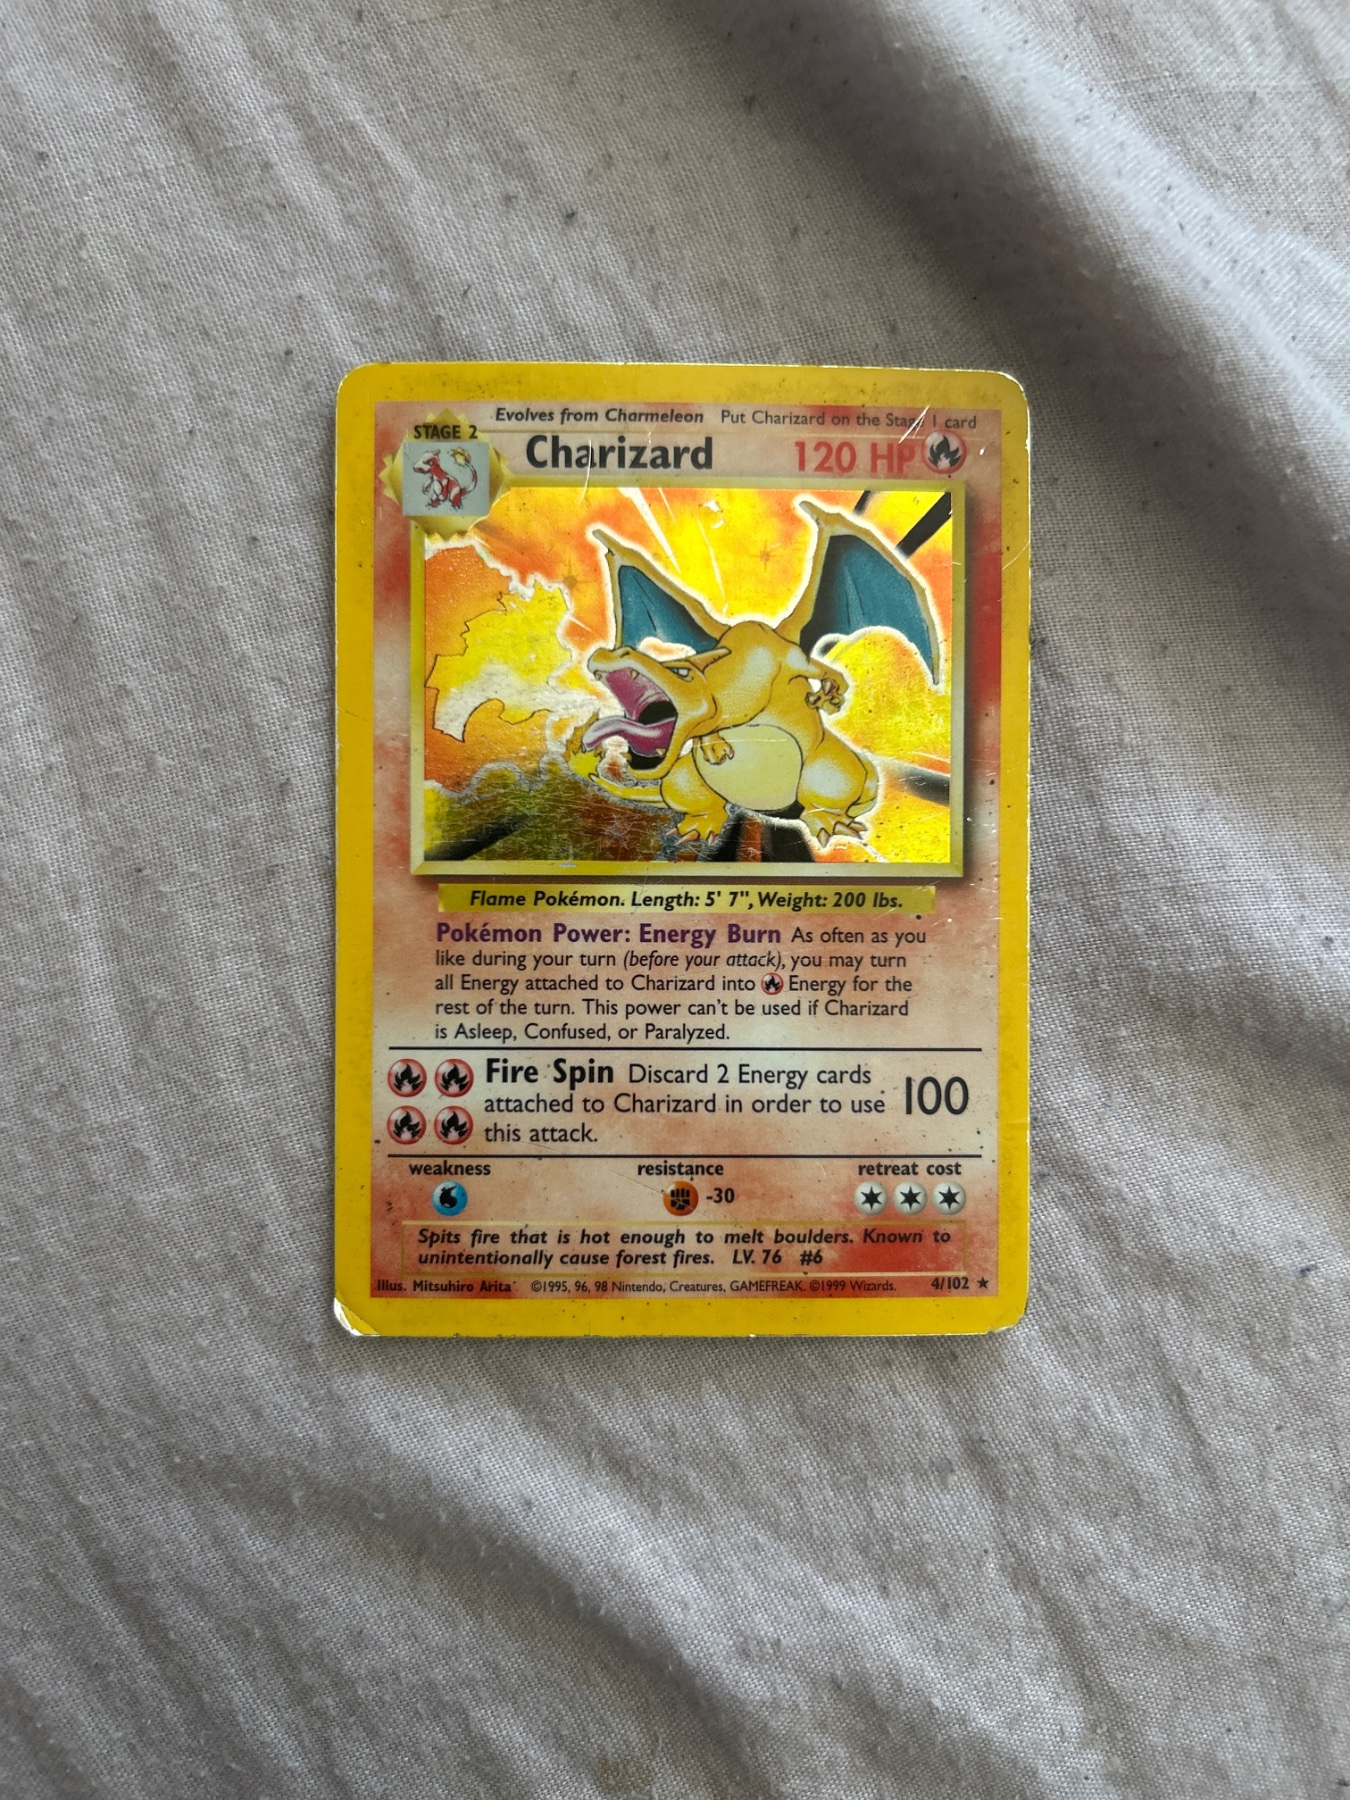 Evolves from Charmeleon Put Charizard on the Stage 1 card
STAGE 2
Charizard 120 HP
Flame Pokémon. Length: 5' 7", Weight: 200 lbs.
Pokémon Power: Energy Burn As often as you
like during your turn (before your attack), you may turn
all Energy attached to Charizard into Energy for the
rest of the turn. This power can't be used if Charizard
is Asleep, Confused, or Paralyzed.
Fire Spin Discard 2 Energy cards
attached to Charizard in order to use 100
this attack.
weakness resistance retreat cost
-30
Spits fire that is hot enough to melt boulders. Known to
unintentionally cause forest fires. LV. 76 #6
Illus. Mitsuhiro Arita ©1995, 96, 98 Nintendo, Creatures, GAMEFREAK. ©1999 Wizards. 4/102 ★